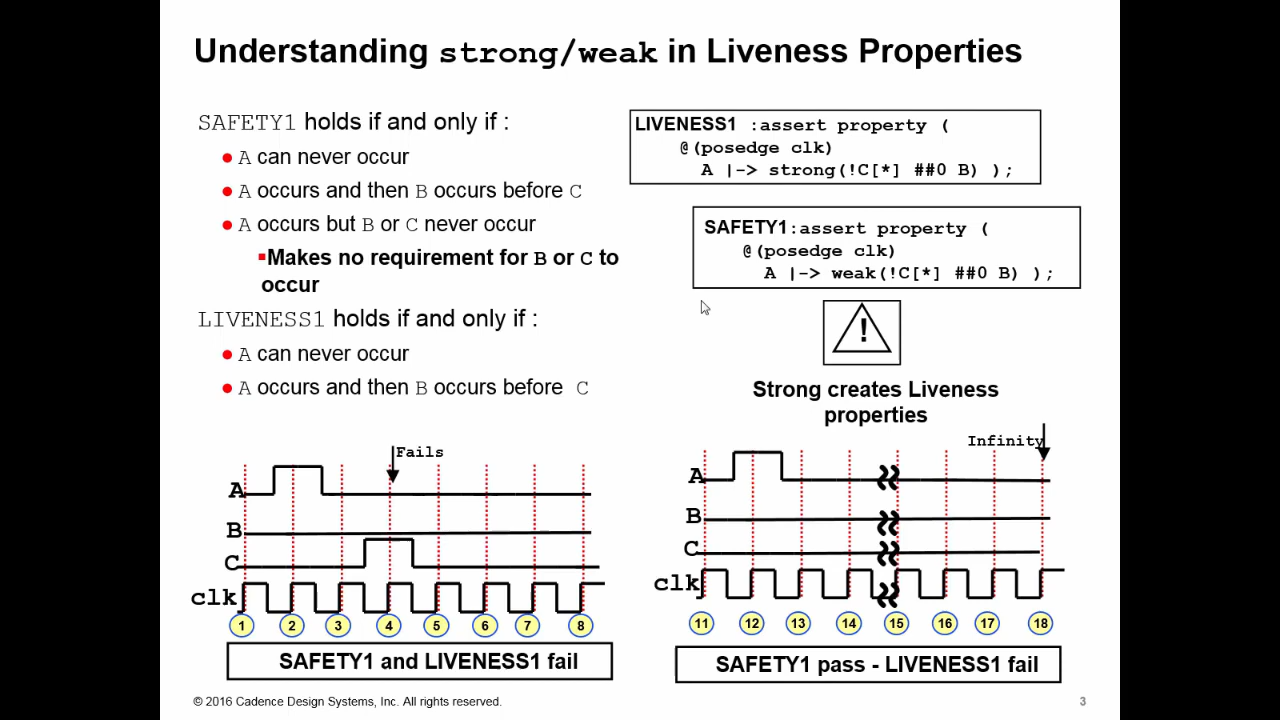 Understanding strong/weak in Liveness Properties
SAFETY1 holds if and only if :
● A can never occur
● A occurs and then B occurs before C
● A occurs but B or C never occur
▪Makes no requirement for B or C to
occur
LIVENESS1 holds if and only if :
● A can never occur
● A occurs and then B occurs before C
LIVENESS1 :assert property (
@(posedge clk)
A |-> strong(!C[*] ##0 B) );
SAFETY1:assert property (
@(posedge clk)
A |-> weak(!C[*] ##0 B) );
!
Strong creates Liveness
properties
Fails
A
B
C
clk
1 2 3 4 5 6 7 8
SAFETY1 and LIVENESS1 fail
Infinity
A
B
C
clk
11 12 13 14 15 16 17 18
SAFETY1 pass - LIVENESS1 fail
© 2016 Cadence Design Systems, Inc. All rights reserved.
3